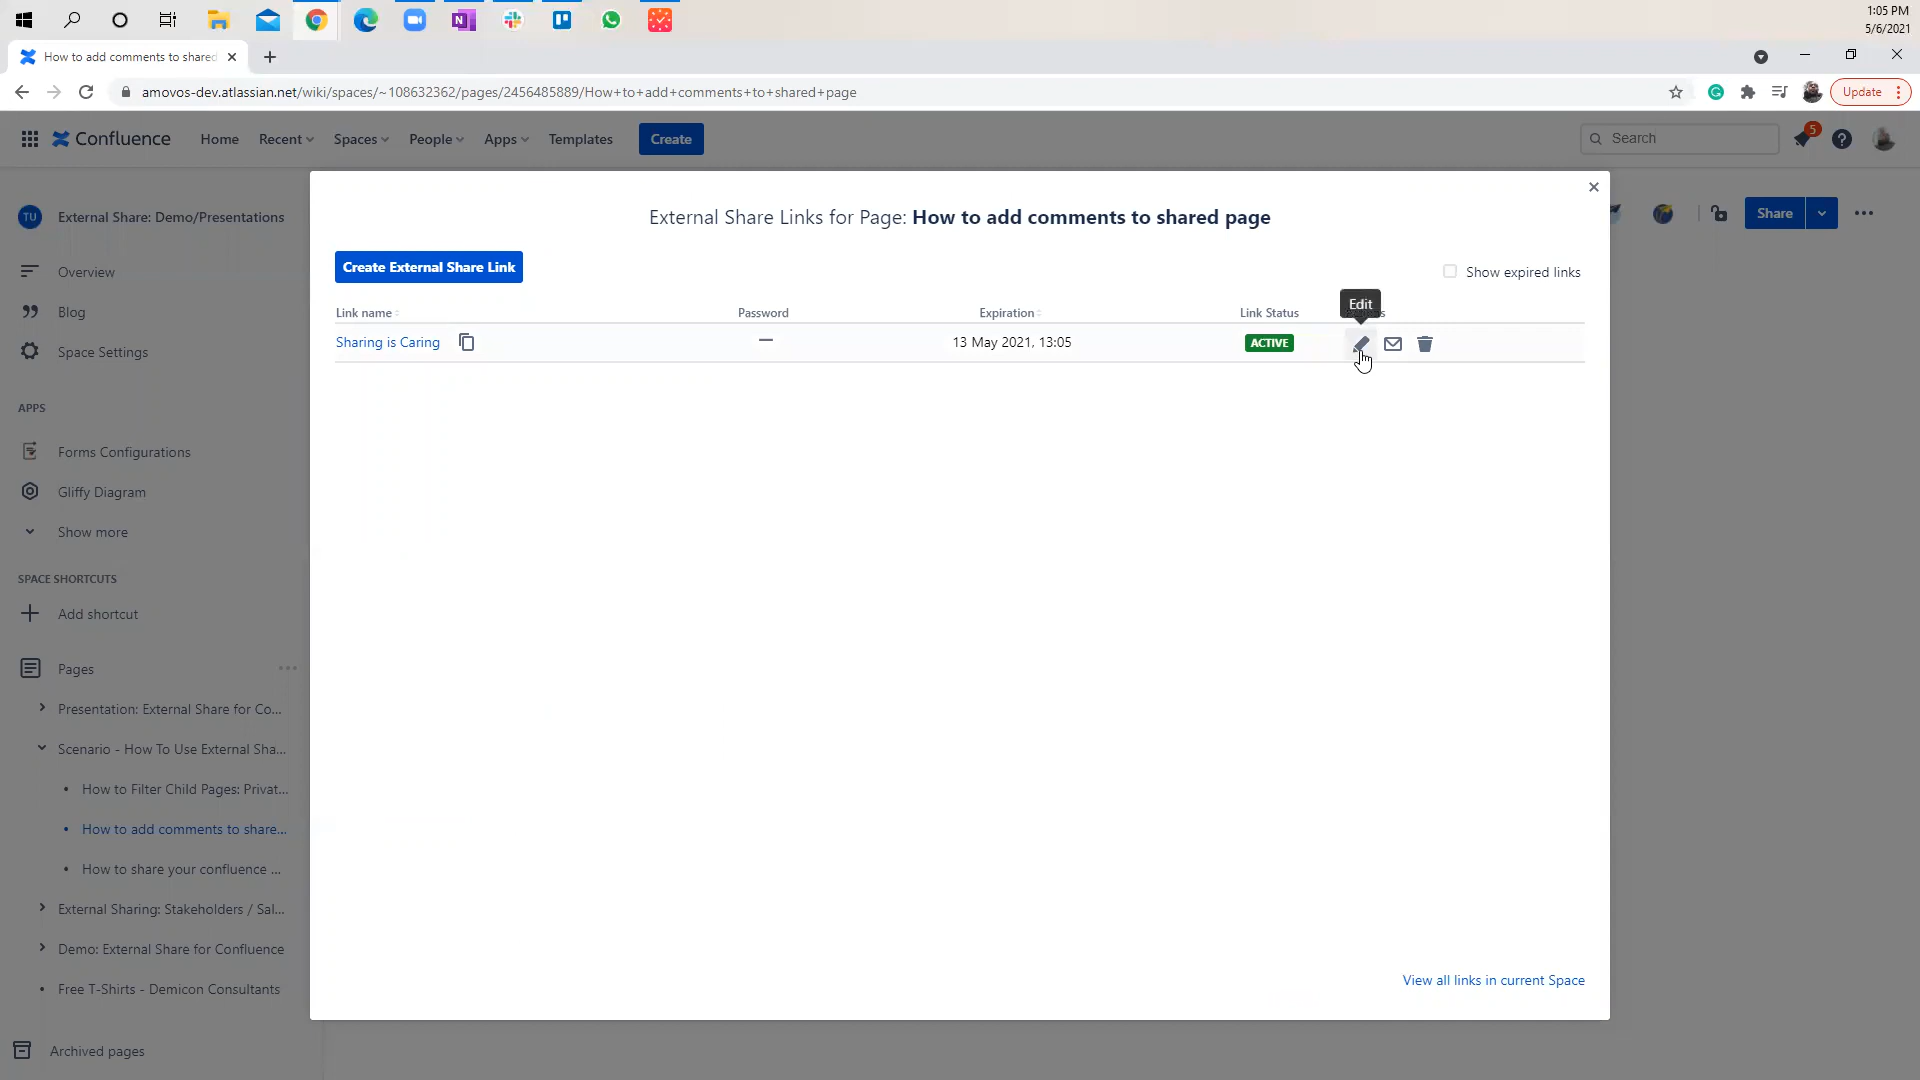 1:05 PM
5/6/2021
How to add comments to shared
amovos-dev.atlassian.net/wiki/spaces/~108632362/pages/2456485889/How+to+add+comments+to+shared+page
Update
Confluence
Home
Recent
Spaces
People
Apps
Templates
Create
Search
5
TU
External Share: Demo/Presentations
Share
Overview
Blog
Space Settings
APPS
Forms Configurations
Gliffy Diagram
Show more
SPACE SHORTCUTS
Add shortcut
Pages
Presentation: External Share for Co...
Scenario - How To Use External Sha...
How to Filter Child Pages: Privat...
How to add comments to share...
How to share your confluence ...
External Sharing: Stakeholders / Sal...
Demo: External Share for Confluence
Free T-Shirts - Demicon Consultants
Archived pages
External Share Links for Page: How to add comments to shared page
Create External Share Link
Show expired links
Edit
Link name
Password
Expiration
Link Status
Sharing is Caring
—
13 May 2021, 13:05
ACTIVE
View all links in current Space